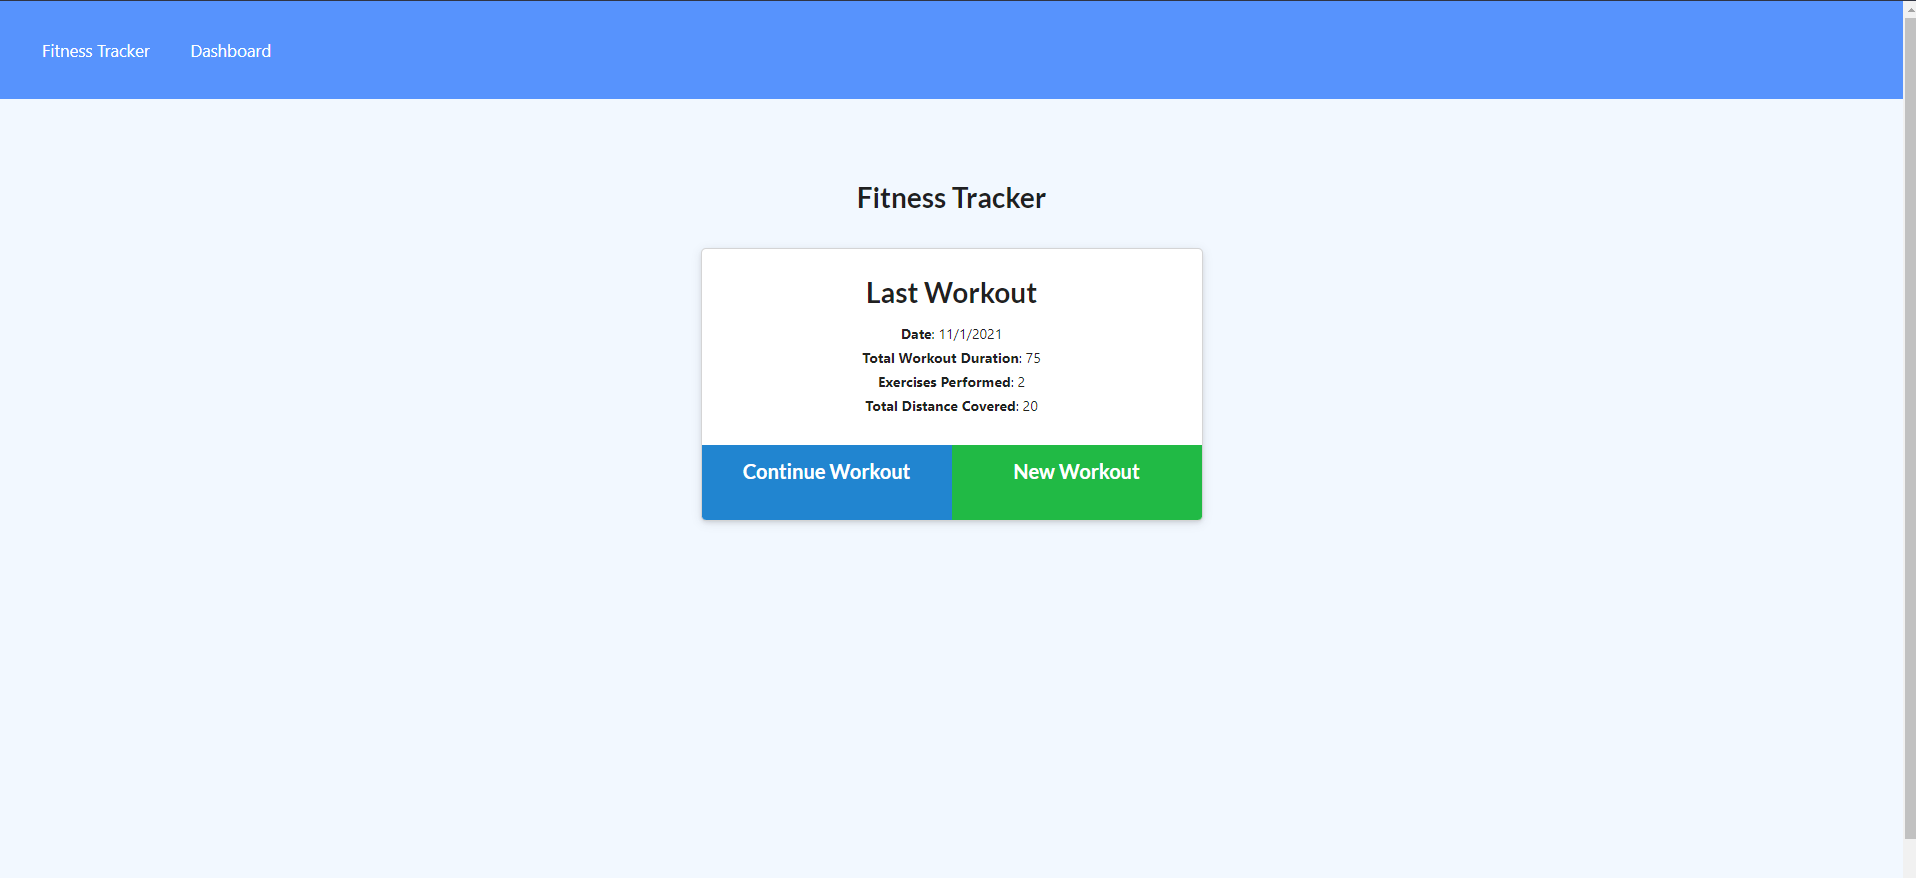 Fitness Tracker Dashboard
Fitness Tracker
Last Workout
Date: 11/1/2021
Total Workout Duration: 75
Exercises Performed: 2
Total Distance Covered: 20
Continue Workout New Workout